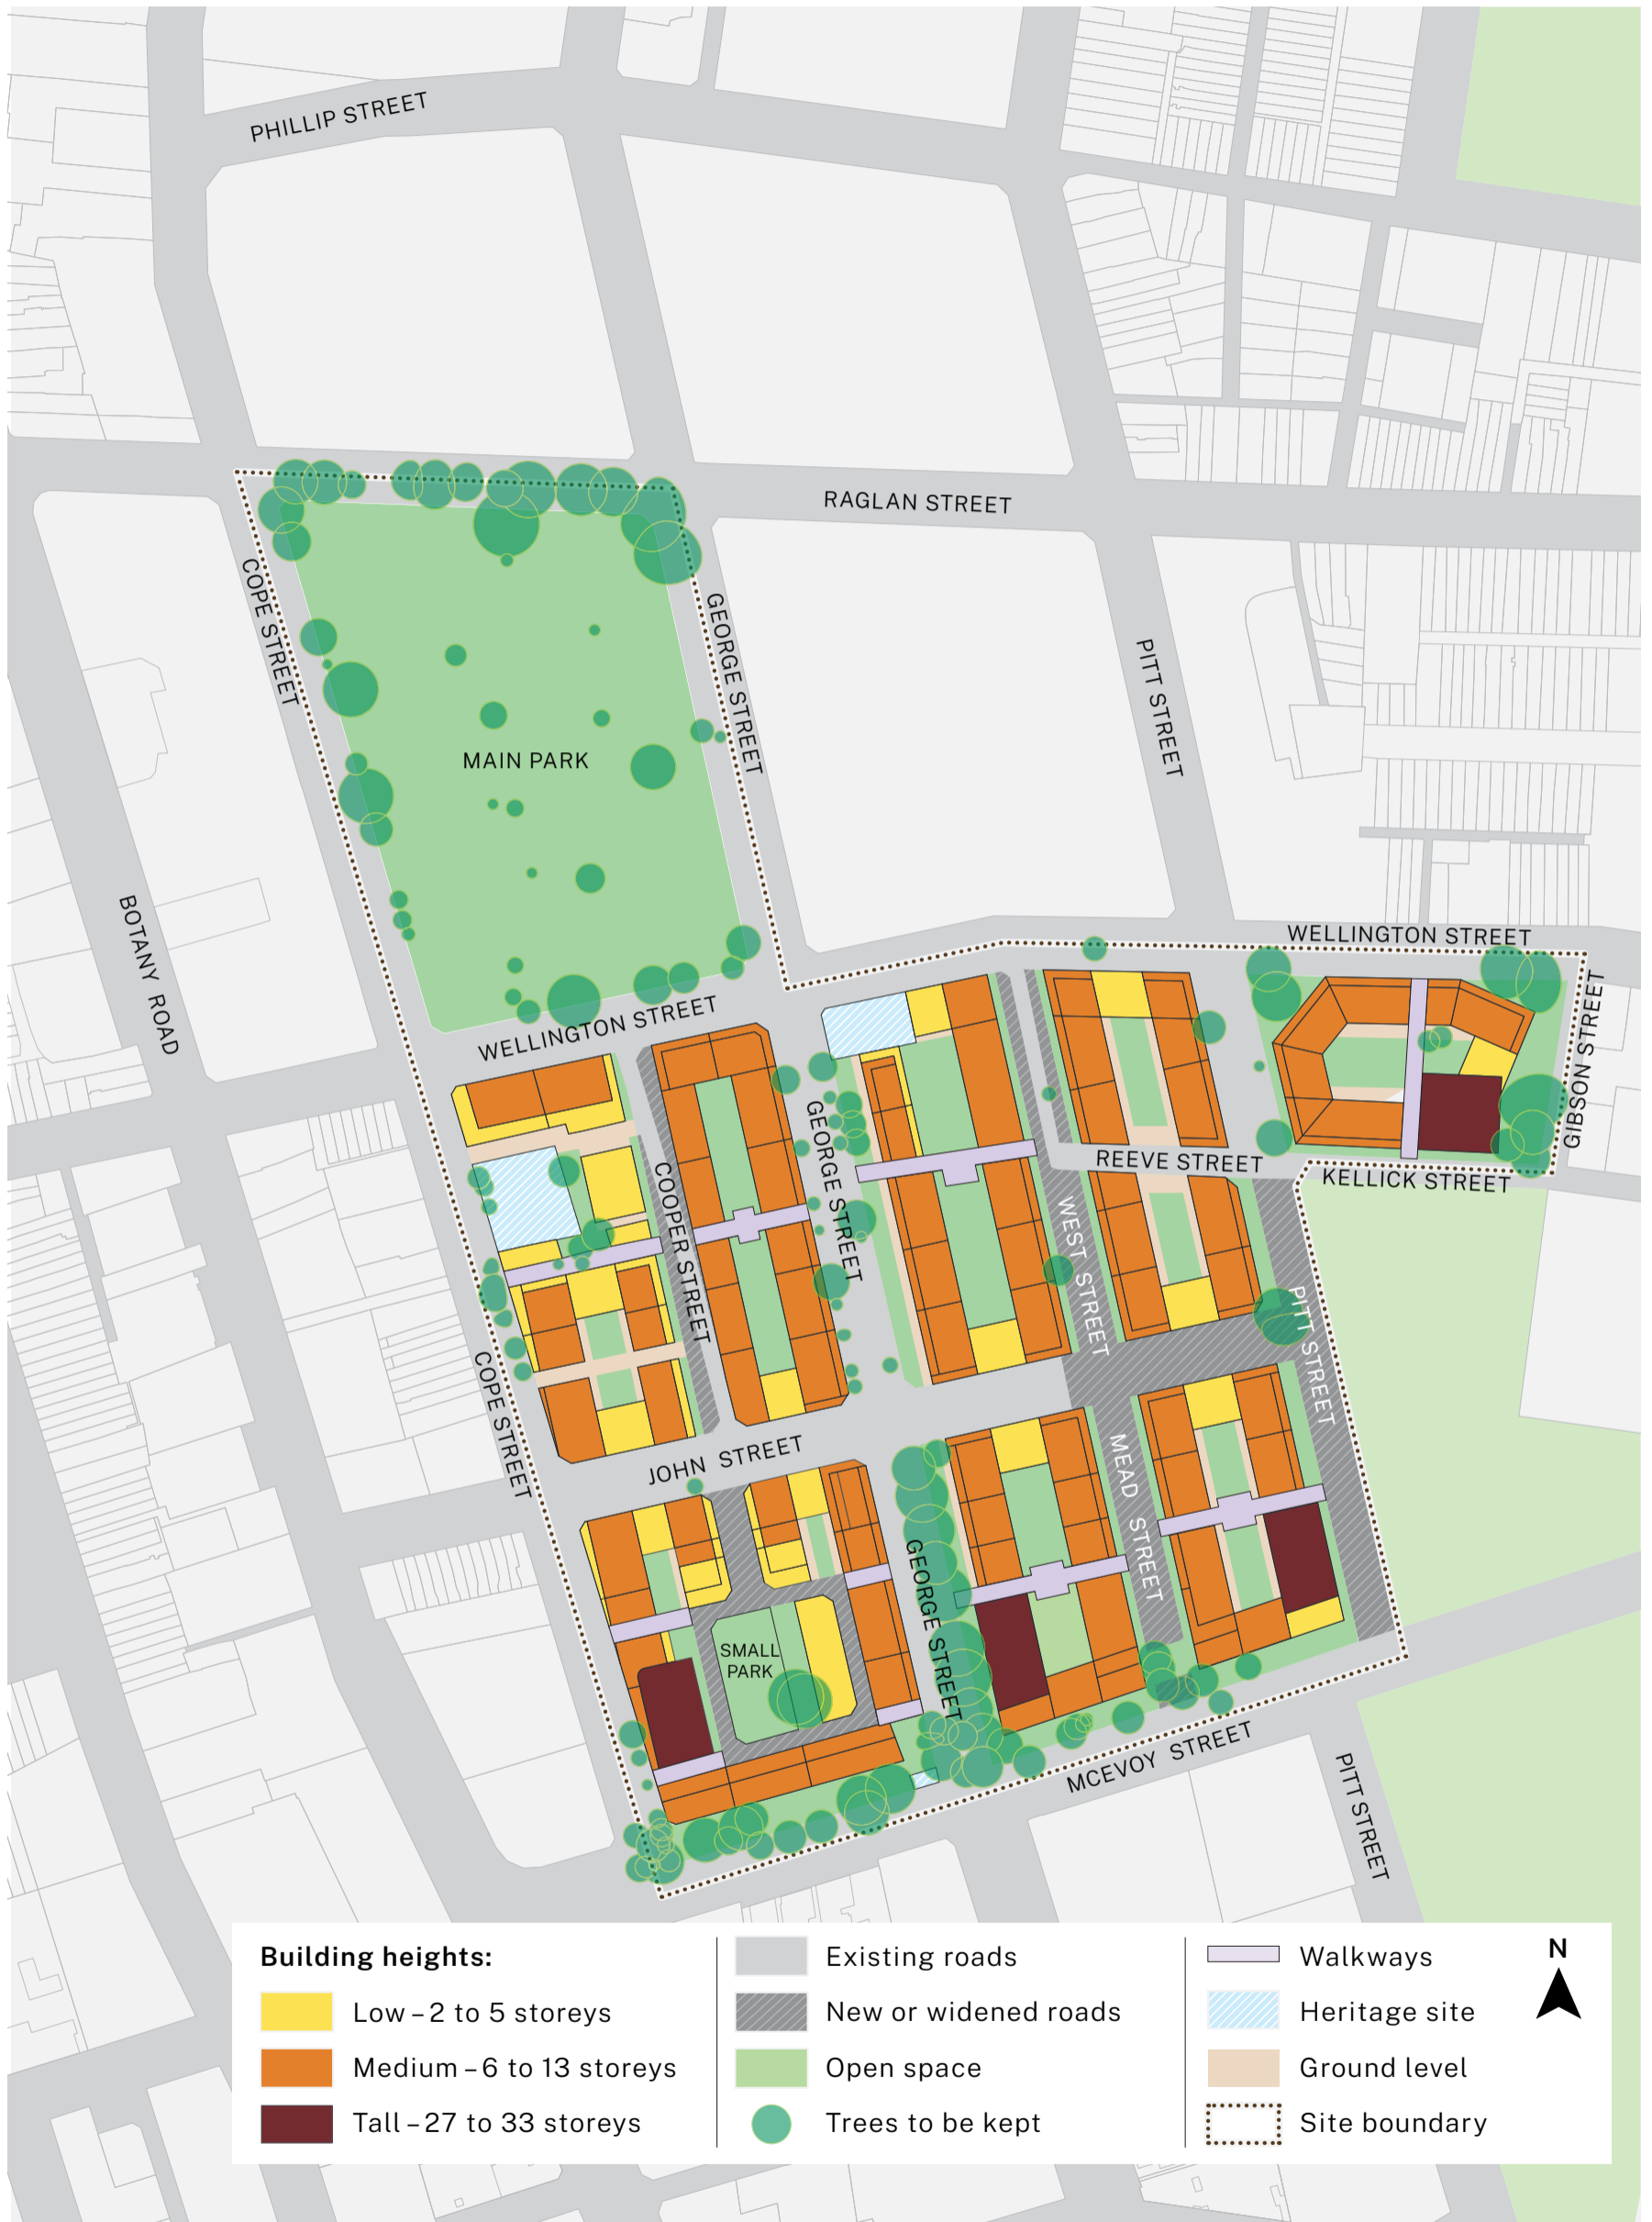 PHILLIP STREET
RAGLAN STREET
COPE STREET
GEORGE STREET
PITT STREET
MAIN PARK
BOTANY ROAD
WELLINGTON STREET
WELLINGTON STREET
GIBSON STREET
REEVE STREET
KELLICK STREET
GEORGE STREET
COOPER STREET
WEST STREET
PITT STREET
COPE STREET
JOHN STREET
MEAD STREET
GEORGE STREET
SMALL
PARK
MCEVOY STREET
PITT STREET
Building heights:
Low – 2 to 5 storeys
Medium – 6 to 13 storeys
Tall – 27 to 33 storeys
Existing roads
New or widened roads
Open space
Trees to be kept
Walkways
Heritage site
Ground level
Site boundary
N